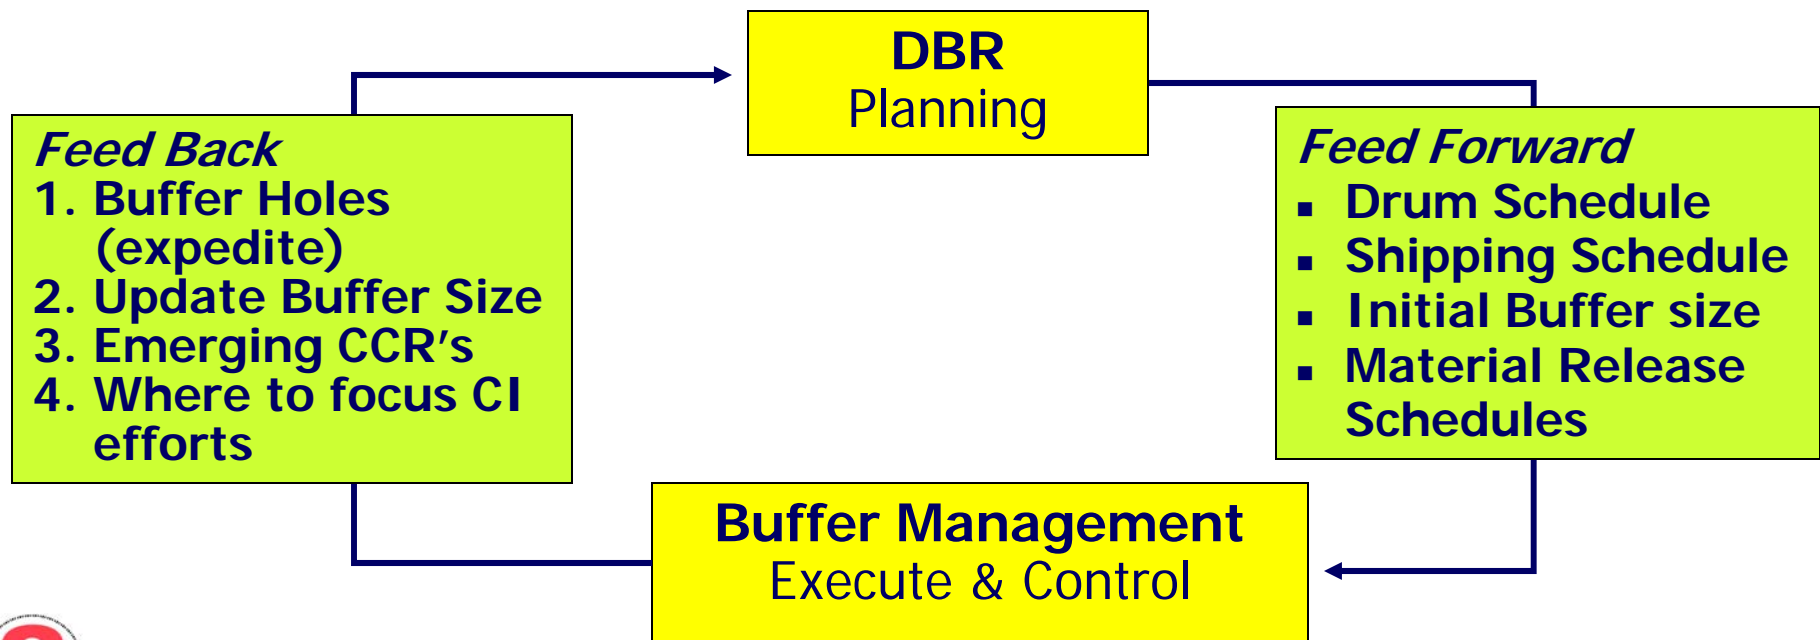 DBR
Planning
Feed Back
1. Buffer Holes
(expedite)
2. Update Buffer Size
3. Emerging CCR's
4. Where to focus CI
efforts
Feed Forward
▪ Drum Schedule
▪ Shipping Schedule
▪ Initial Buffer size
▪ Material Release
Schedules
Buffer Management
Execute & Control